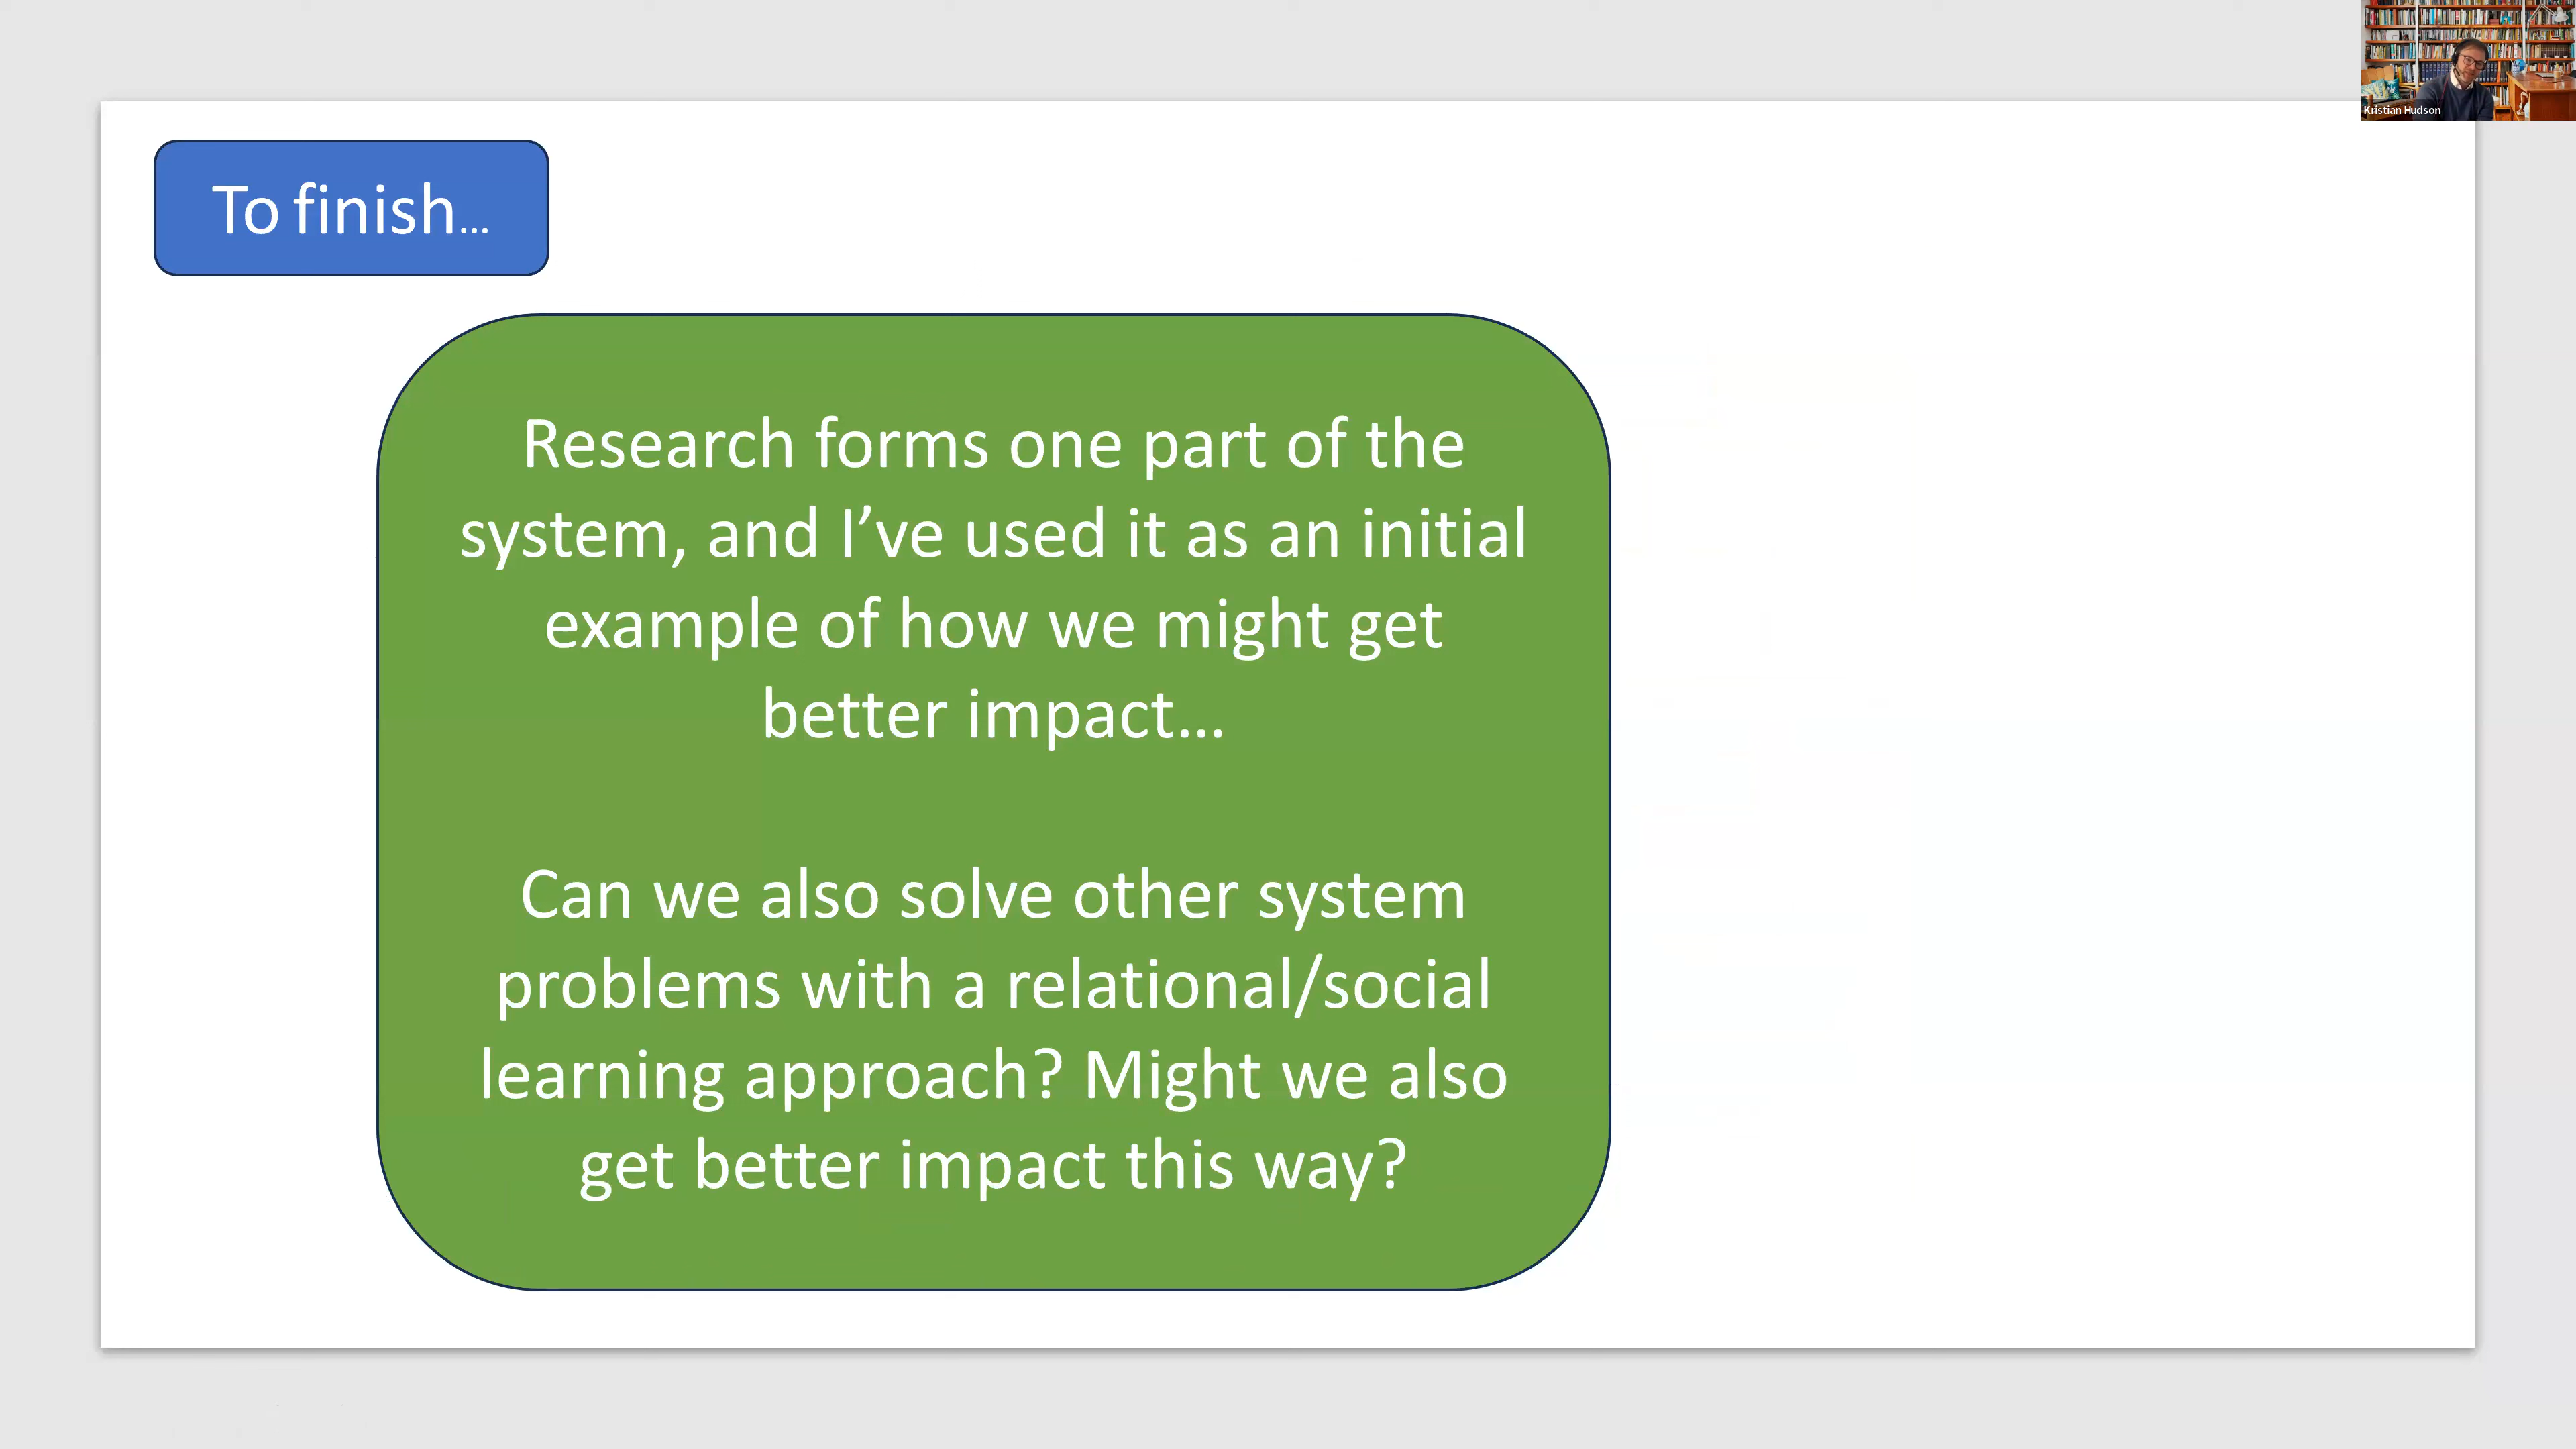 To finish...
Research forms one part of the
system, and I’ve used it as an initial
example of how we might get
better impact...
Can we also solve other system
problems with a relational/social
learning approach? Might we also
get better impact this way?
Kristian Hudson